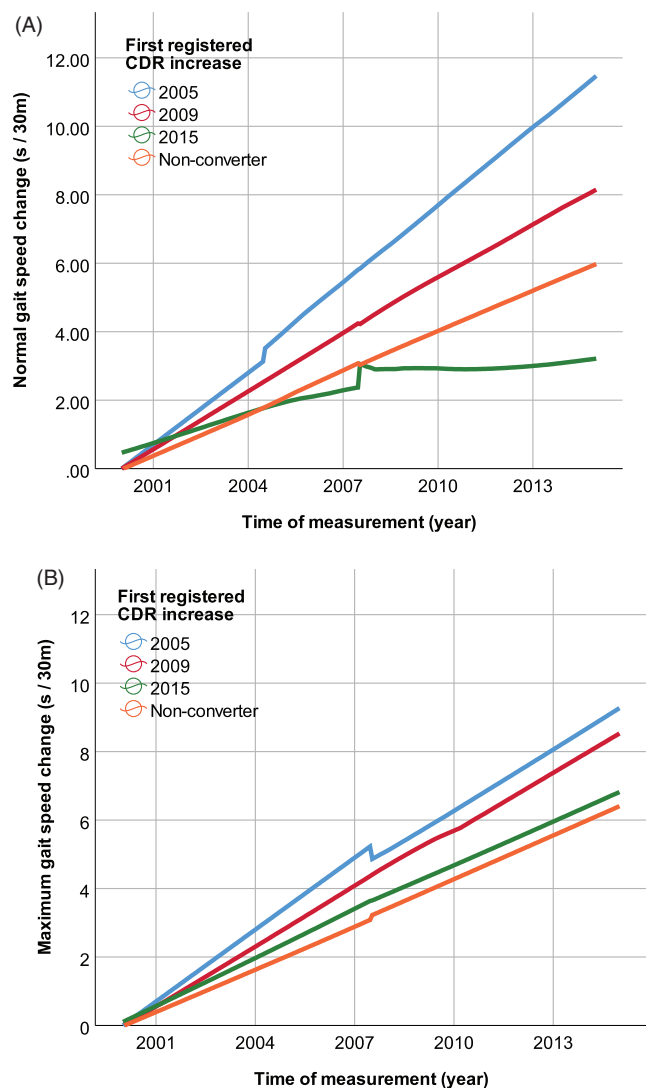 (A)
First registered
CDR increase
2005
2009
2015
Non-converter
Normal gait speed change (s / 30m)
12.00
10.00
8.00
6.00
4.00
2.00
.00
2001 2004 2007 2010 2013
Time of measurement (year)
(B)
First registered
CDR increase
2005
2009
2015
Non-converter
Maximum gait speed change (s / 30m)
12
10
8
6
4
2
0
2001 2004 2007 2010 2013
Time of measurement (year)